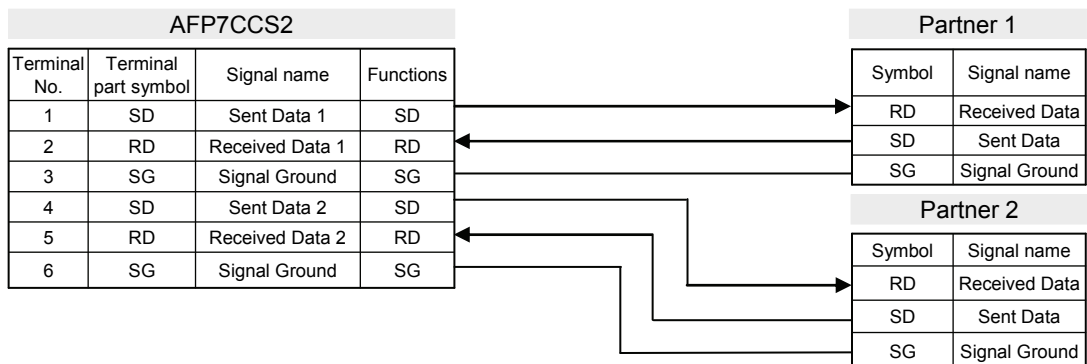 AFP7CCS2
Terminal No. Terminal part symbol Signal name Functions
1 SD Sent Data 1 SD
2 RD Received Data 1 RD
3 SG Signal Ground SG
4 SD Sent Data 2 SD
5 RD Received Data 2 RD
6 SG Signal Ground SG
Partner 1
Symbol Signal name
RD Received Data
SD Sent Data
SG Signal Ground
Partner 2
Symbol Signal name
RD Received Data
SD Sent Data
SG Signal Ground